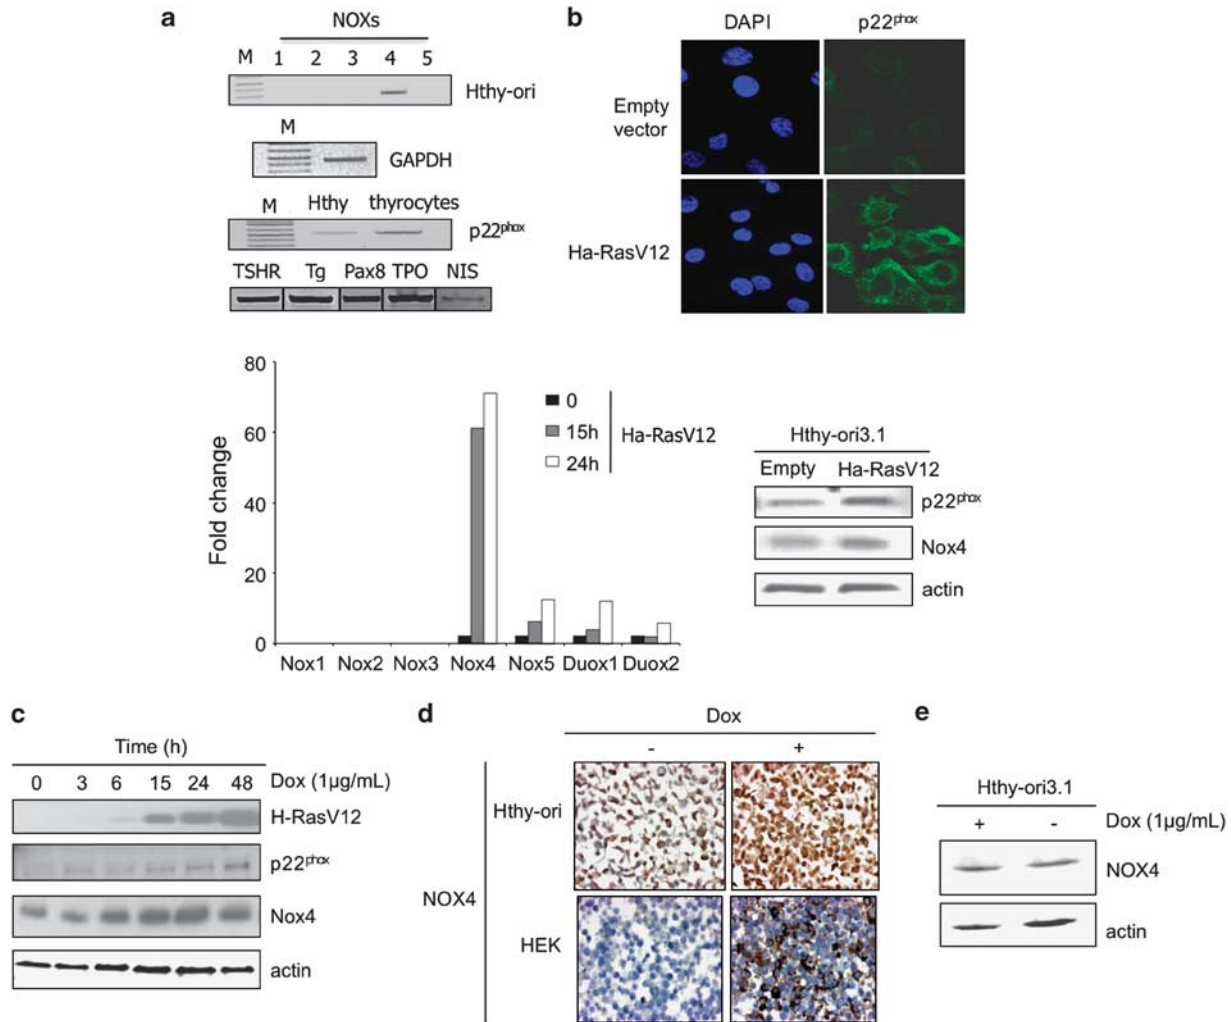 a
NOXs
M 1 2 3 4 5
Hthy-ori
M
GAPDH
M Hthy thyrocytes
p22phox
TSHR Tg Pax8 TPO NIS
b
DAPI p22phox
Empty
vector
Ha-RasV12
80
60
40
20
0
Fold change
0
15h
24h
Ha-RasV12
Nox1 Nox2 Nox3 Nox4 Nox5 Duox1 Duox2
Hthy-ori3.1
Empty Ha-RasV12
p22phox
Nox4
actin
c
Time (h)
0 3 6 15 24 48 Dox (1µg/mL)
H-RasV12
p22phox
Nox4
actin
d
Dox
- +
Hthy-ori
NOX4
HEK
e
Hthy-ori3.1
+ - Dox (1µg/mL)
NOX4
actin